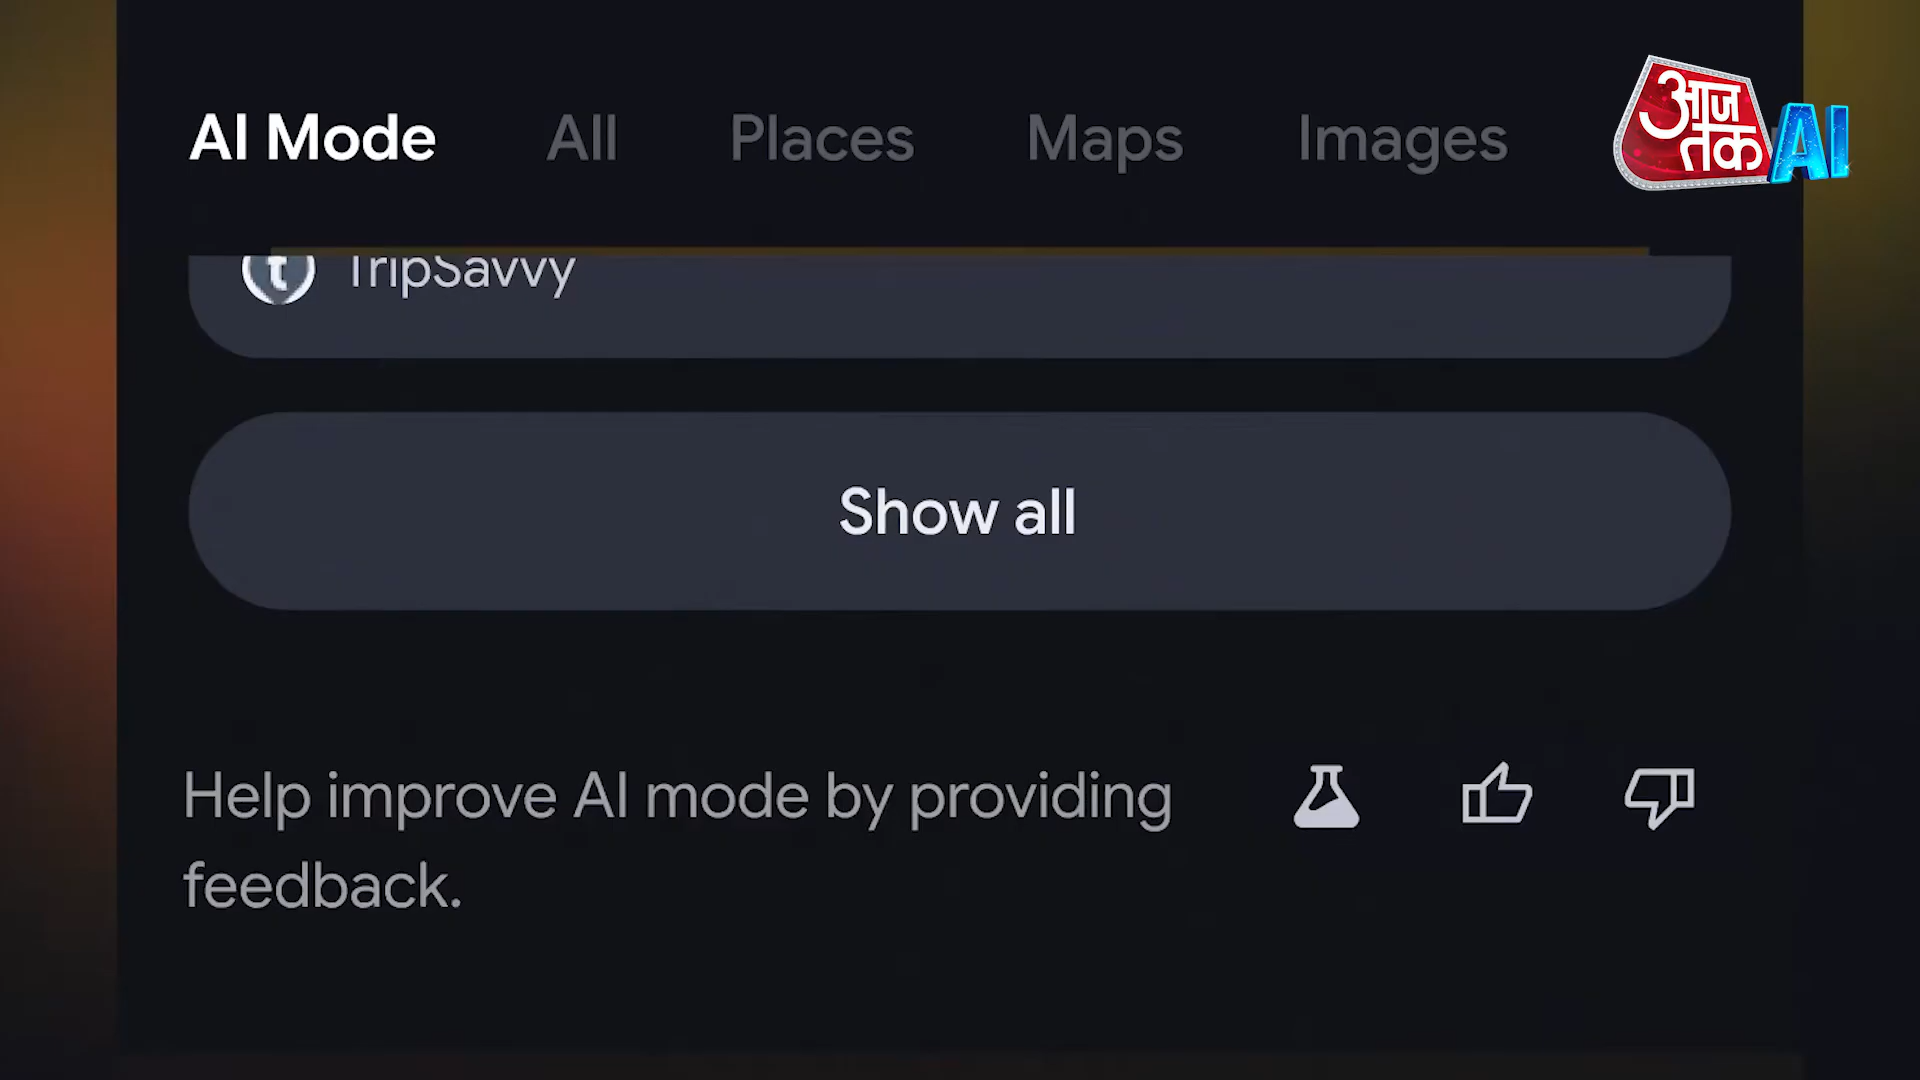 AI Mode All Places Maps Images
आज
तक AI
TripSavvy
Show all
Help improve AI mode by providing
feedback.